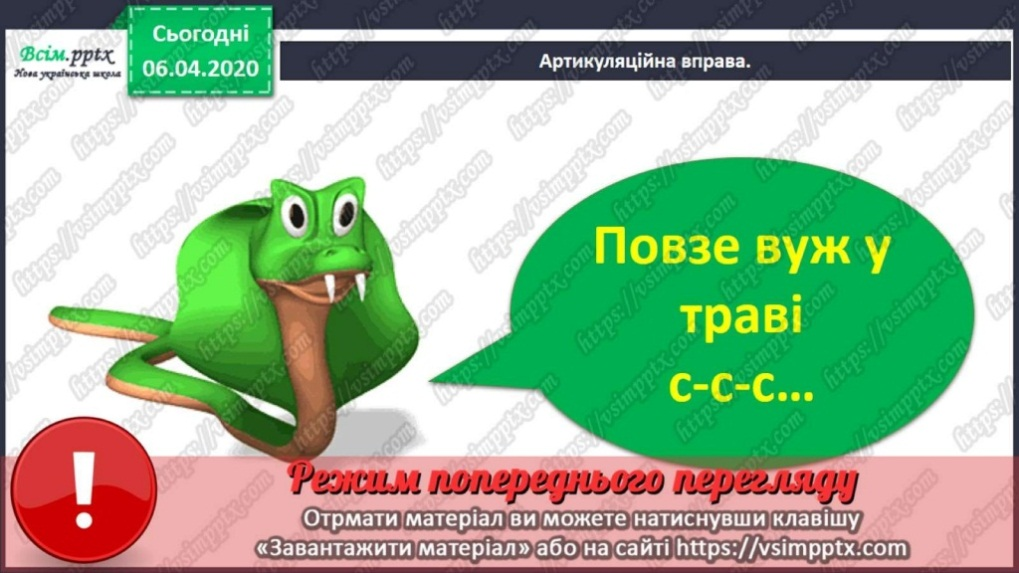 Всім.pptx
Нова українська школа
Сьогодні
06.04.2020
Артикуляційна вправа.
Повзе вуж у
траві
с-с-с...
Режим попереднього перегляду
Отрмати матеріал ви можете натиснувши клавішу
«Завантажити матеріал» або на сайті https://vsimpptx.com